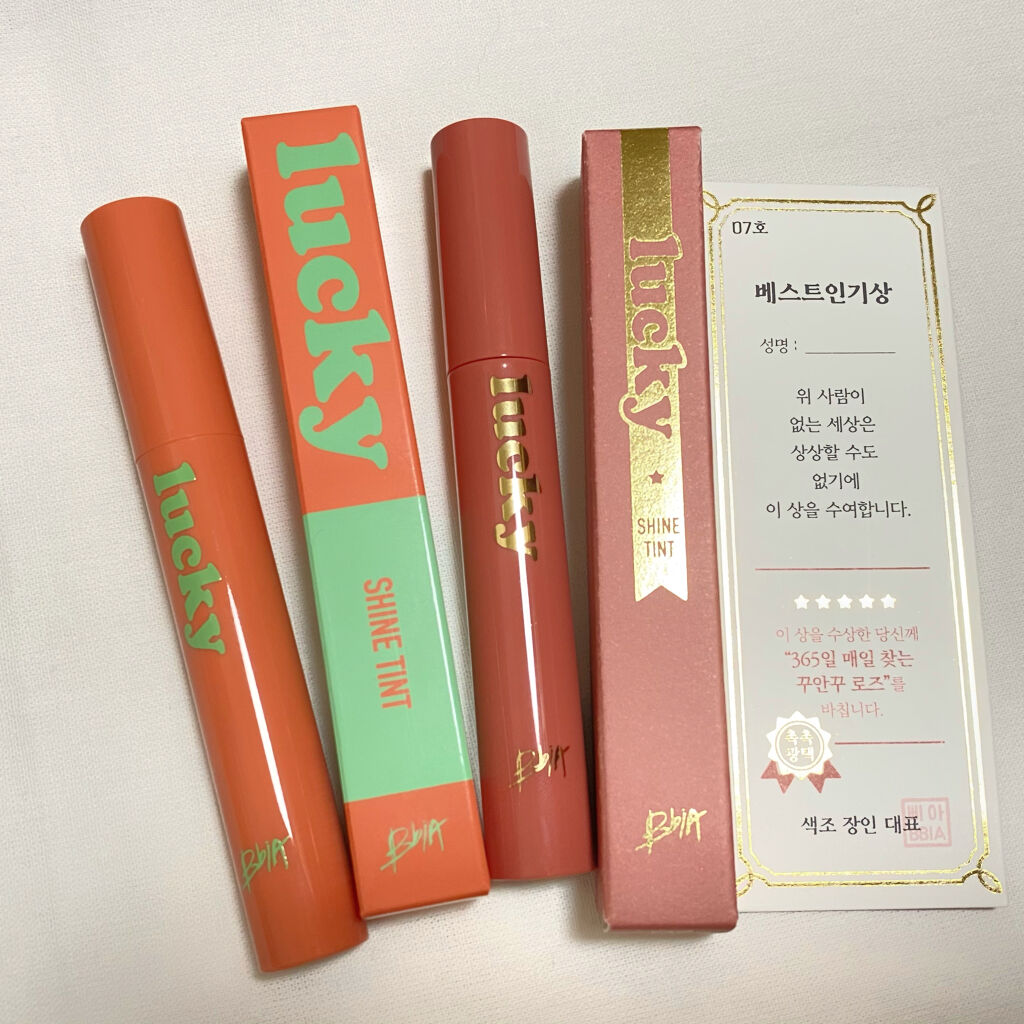 lucky
BbiA
lucky
SHINE TINT
BbiA
lucky
BbiA
lucky
SHINE
TINT
BbiA
07호
베스트인기상
성명 : 
위 사람이
없는 세상은
상상할 수도
없기에
이 상을 수여합니다.
이 상을 수상한 당신께
“365일 매일 찾는
꾸안꾸 로즈”를
바칩니다.
촉촉
광택
색조 장인 대표
삐아
BBIA